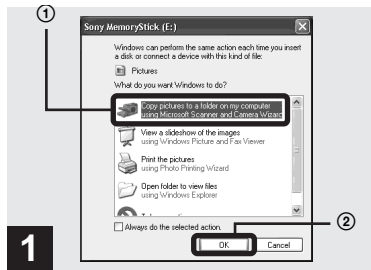 ①
Sony MemoryStick (E:)
Windows can perform the same action each time you insert
a disk or connect a device with this kind of file:
Pictures
What do you want Windows to do?
Copy pictures to a folder on my computer
using Microsoft Scanner and Camera Wizard
View a slideshow of the images
using Windows Picture and Fax Viewer
Print the pictures
using Photo Printing Wizard
Open folder to view files
using Windows Explorer
Always do the selected action.
②
OK
Cancel
1